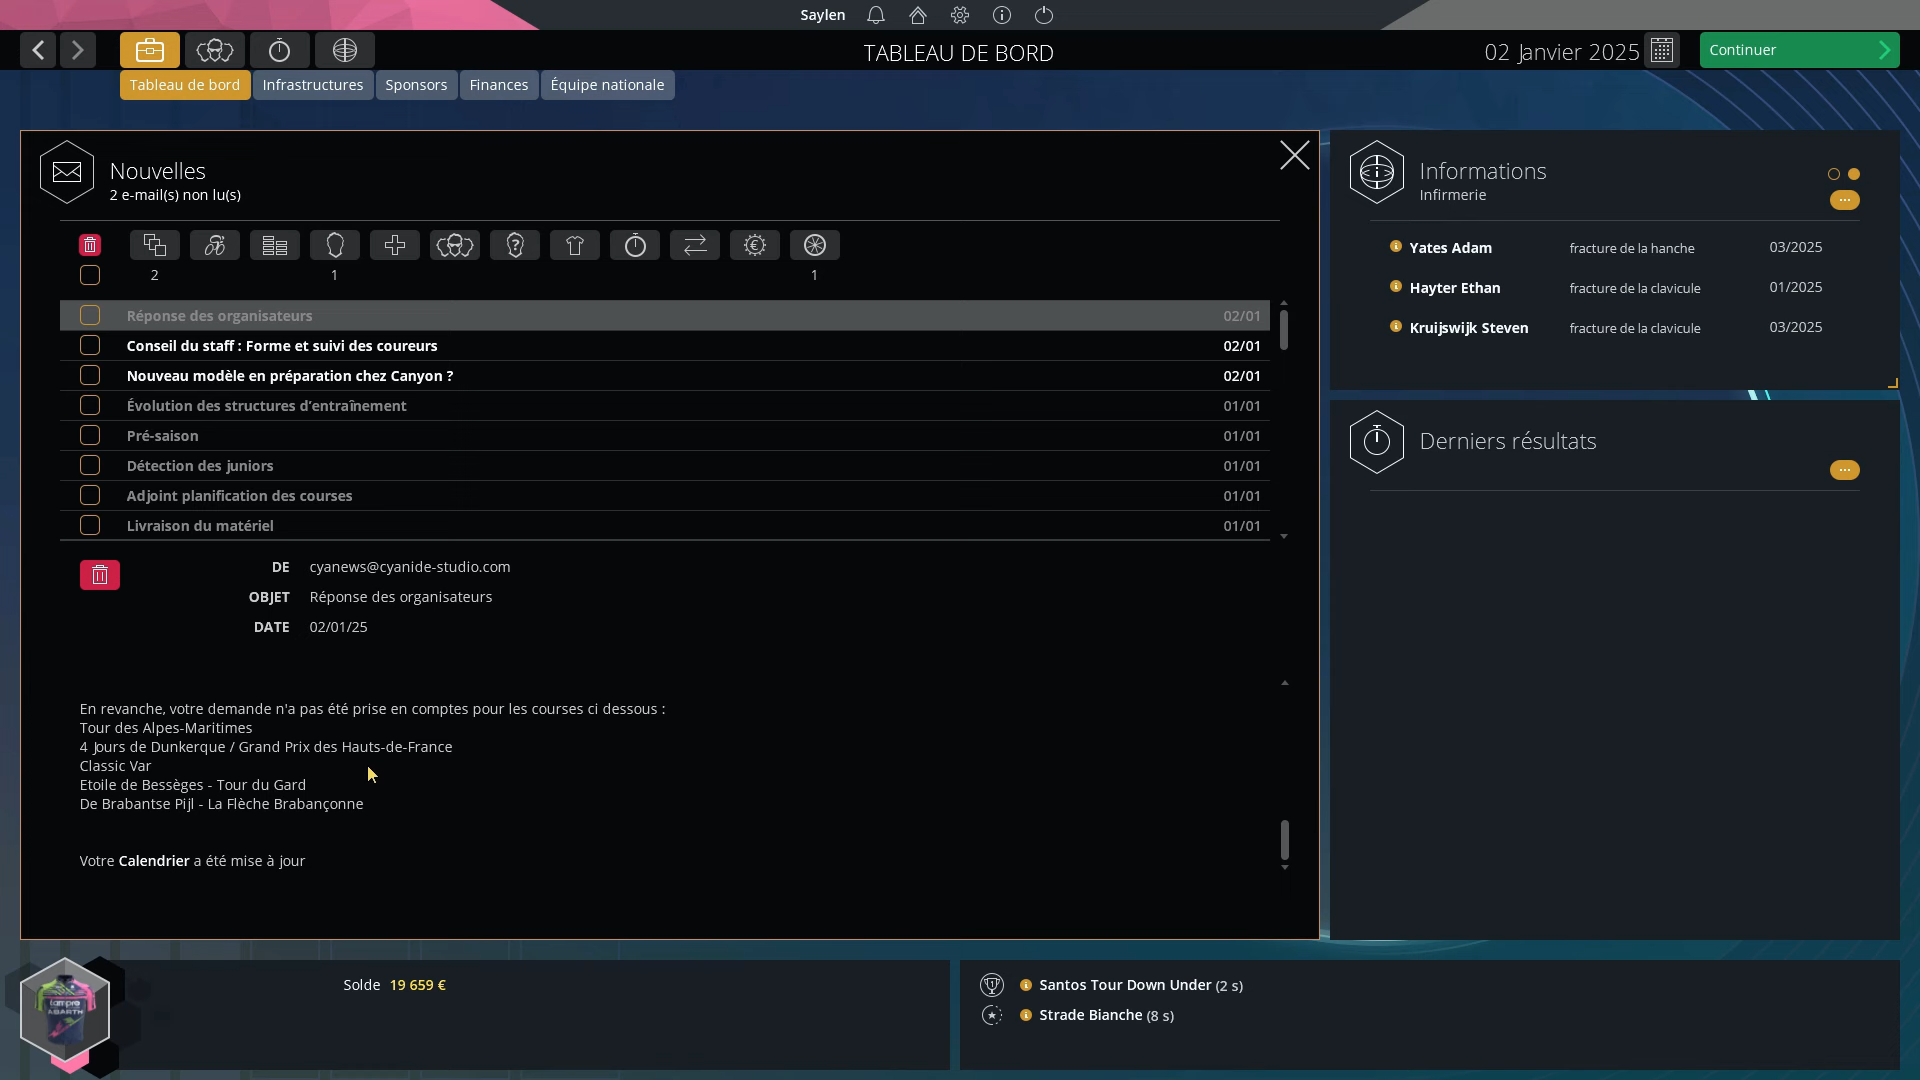 Saylen
TABLEAU DE BORD
02 Janvier 2025
Continuer
Tableau de bord
Infrastructures
Sponsors
Finances
Équipe nationale
Nouvelles
2 e-mail(s) non lu(s)
2
1
1
Réponse des organisateurs 02/01
Conseil du staff : Forme et suivi des coureurs 02/01
Nouveau modèle en préparation chez Canyon ? 02/01
Évolution des structures d'entraînement 01/01
Pré-saison 01/01
Détection des juniors 01/01
Adjoint planification des courses 01/01
Livraison du matériel 01/01
DE cyanews@cyanide-studio.com
OBJET Réponse des organisateurs
DATE 02/01/25
En revanche, votre demande n'a pas été prise en comptes pour les courses ci dessous :
Tour des Alpes-Maritimes
4 Jours de Dunkerque / Grand Prix des Hauts-de-France
Classic Var
Etoile de Bessèges - Tour du Gard
De Brabantse Pijl - La Flèche Brabançonne
Votre Calendrier a été mise à jour
Informations
Infirmerie
Yates Adam fracture de la hanche 03/2025
Hayter Ethan fracture de la clavicule 01/2025
Kruijswijk Steven fracture de la clavicule 03/2025
Derniers résultats
lampre
ABARTH
Solde 19 659 €
Santos Tour Down Under (2 s)
Strade Bianche (8 s)